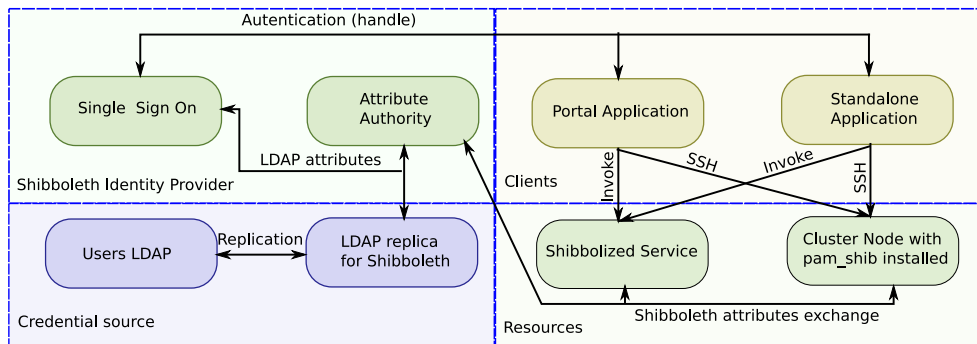 Autentication (handle)
Single Sign On
Attribute
Authority
Portal Application
Standalone
Application
LDAP attributes
Shibboleth Identity Provider
Clients
Invoke
SSH
Invoke
SSH
Users LDAP
Replication
LDAP replica
for Shibboleth
Shibbolized Service
Cluster Node with
pam_shib installed
Credential source
Shibboleth attributes exchange
Resources